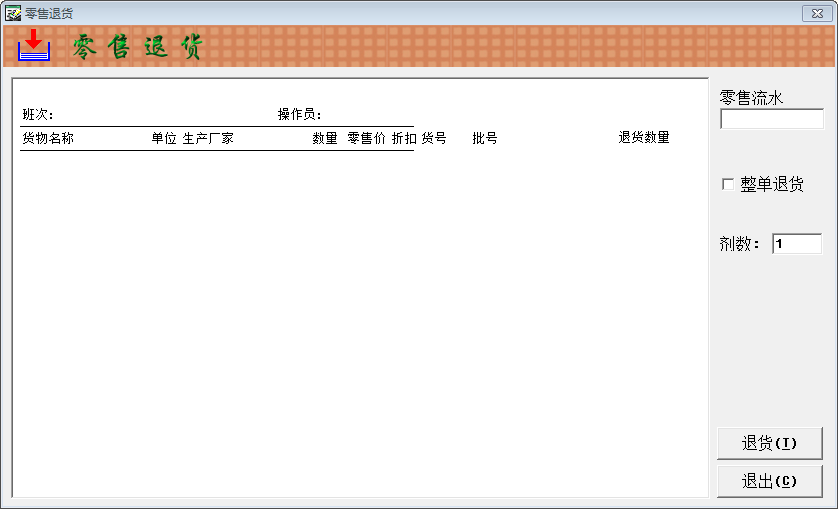 零售退货
零售退货
班次： 操作员：
货物名称 单位 生产厂家 数量 零售价 折扣 货号 批号 退货数量
零售流水
整单退货
剂数： 1
退货(T)
退出(C)